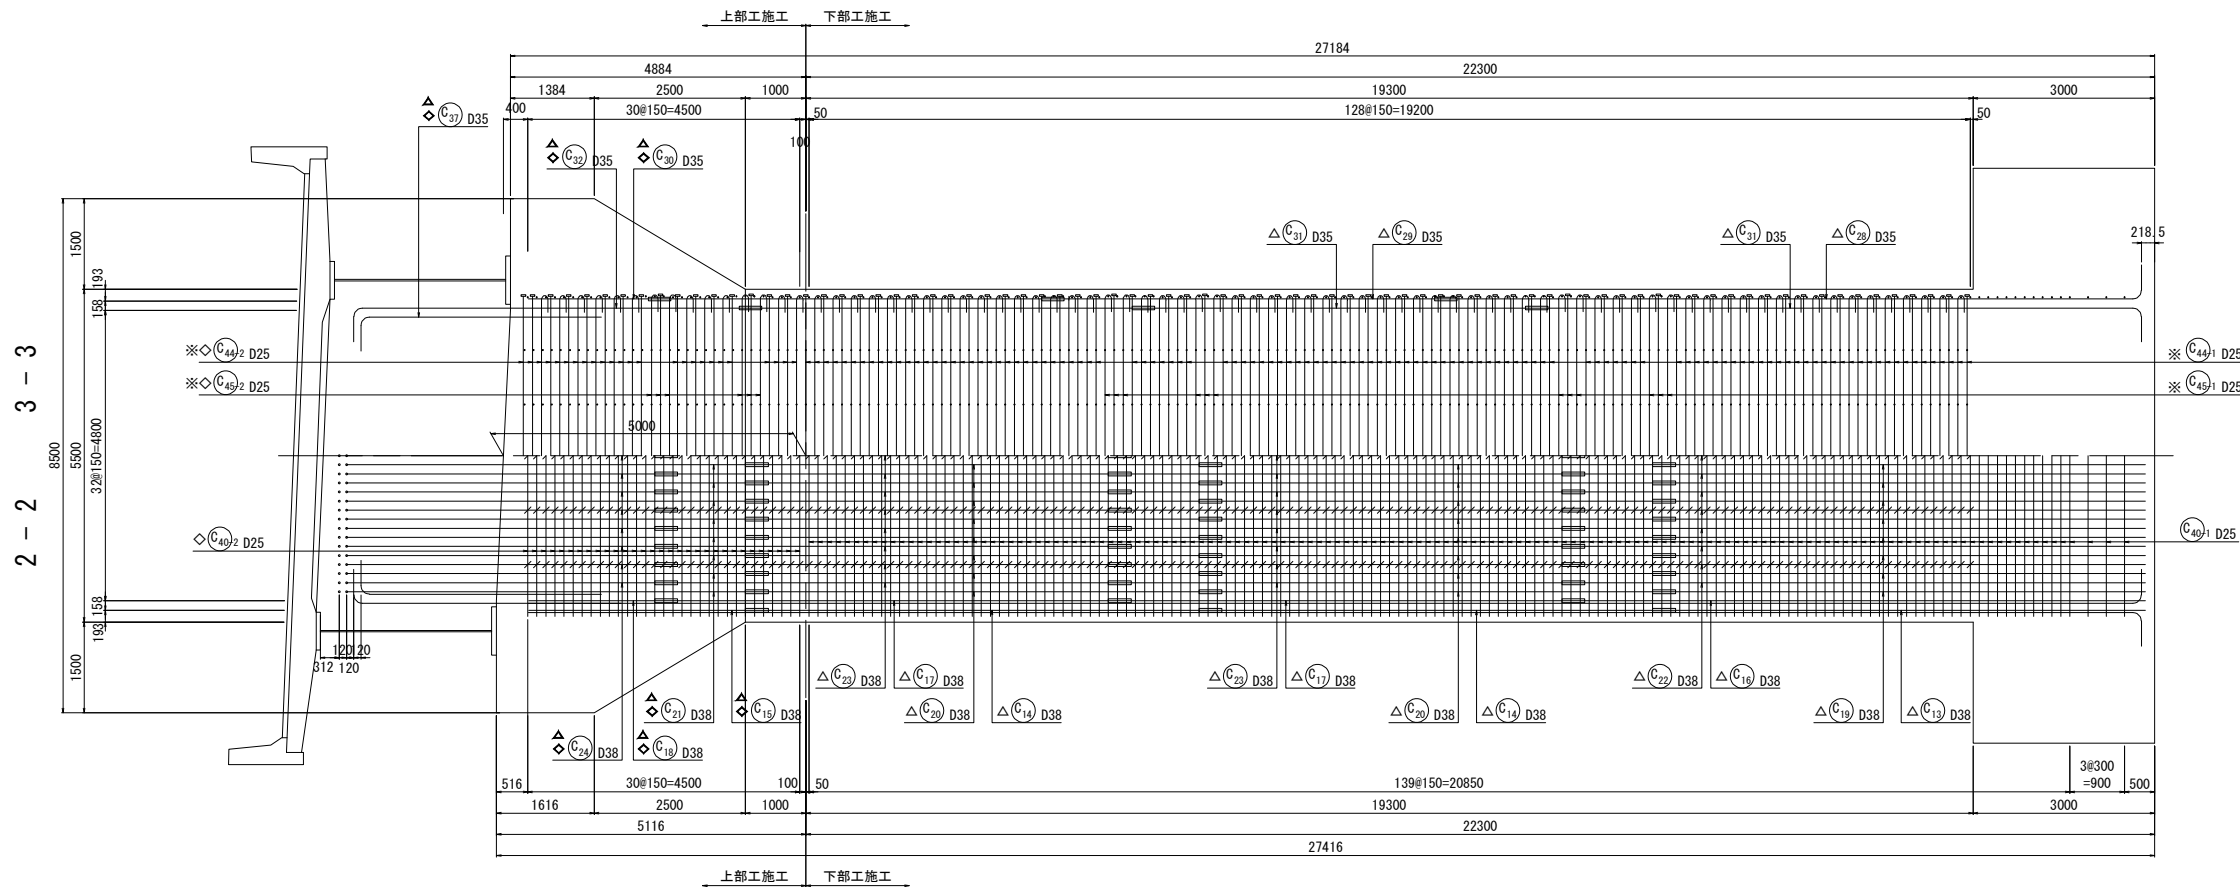 上部工施工 下部工施工
27184
4884 22300
1384 2500 1000 19300 3000
400 30@150=4500 50 128@150=19200 50
100
△
◇ C37 D35
△ △
◇ C32 D35 ◇ C30 D35
△ C31 D35 △ C29 D35 △ C31 D35 △ C28 D35
218.5
1500
193
158
※◇ C44-2 D25 ※ C44-1 D25
※◇ C45-2 D25 ※ C45-1 D25
3 - 3
2 - 2
8500
5500
32@150=4800
5000
◇ C40-2 D25 C40-1 D25
158
193
1500
312 120 120 120
△ C23 D38 △ C17 D38 △ C23 D38 △ C17 D38 △ C22 D38 △ C16 D38
△ △
◇ C21 D38 ◇ C15 D38 △ C20 D38 △ C14 D38 △ C20 D38 △ C14 D38 △ C19 D38 △ C13 D38
△ △
◇ C24 D38 ◇ C18 D38
516 30@150=4500 100 50 139@150=20850 3@300
=900 500
1616 2500 1000 19300 3000
5116 22300
27416
上部工施工 下部工施工